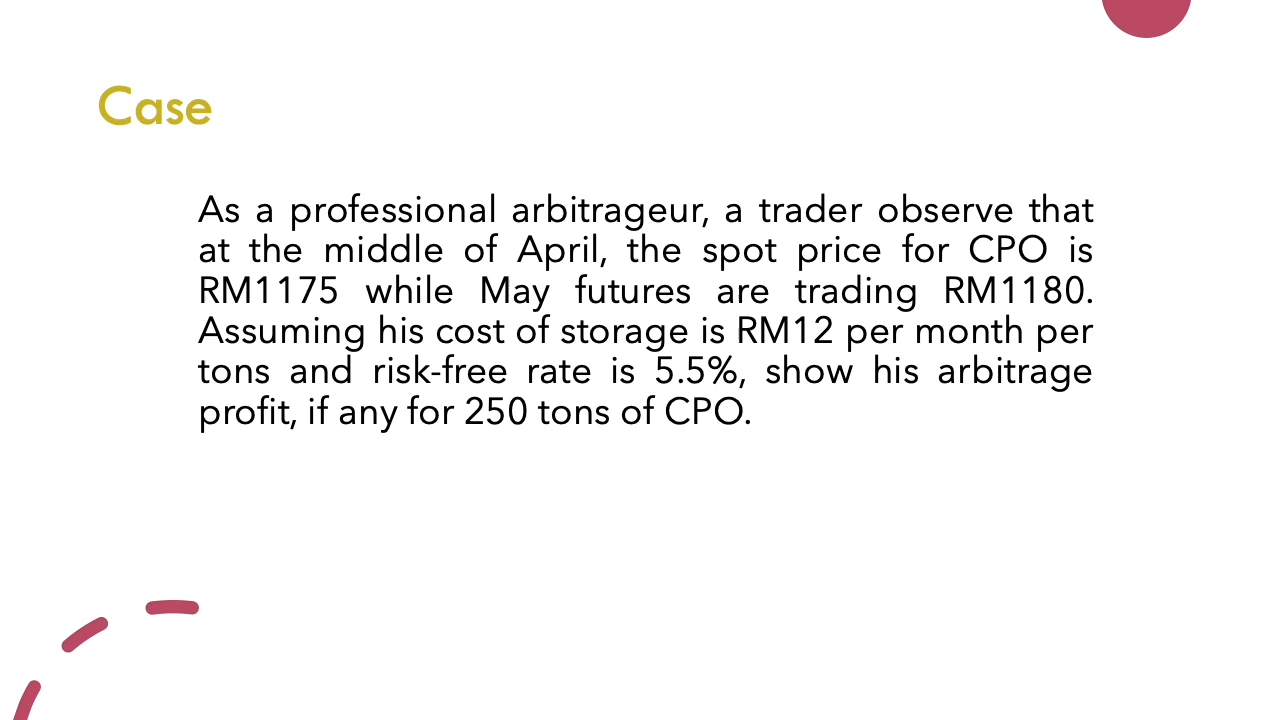 Case
As a professional arbitrageur, a trader observe that
at the middle of April, the spot price for CPO is
RM1175 while May futures are trading RM1180.
Assuming his cost of storage is RM12 per month per
tons and risk-free rate is 5.5%, show his arbitrage
profit, if any for 250 tons of CPO.